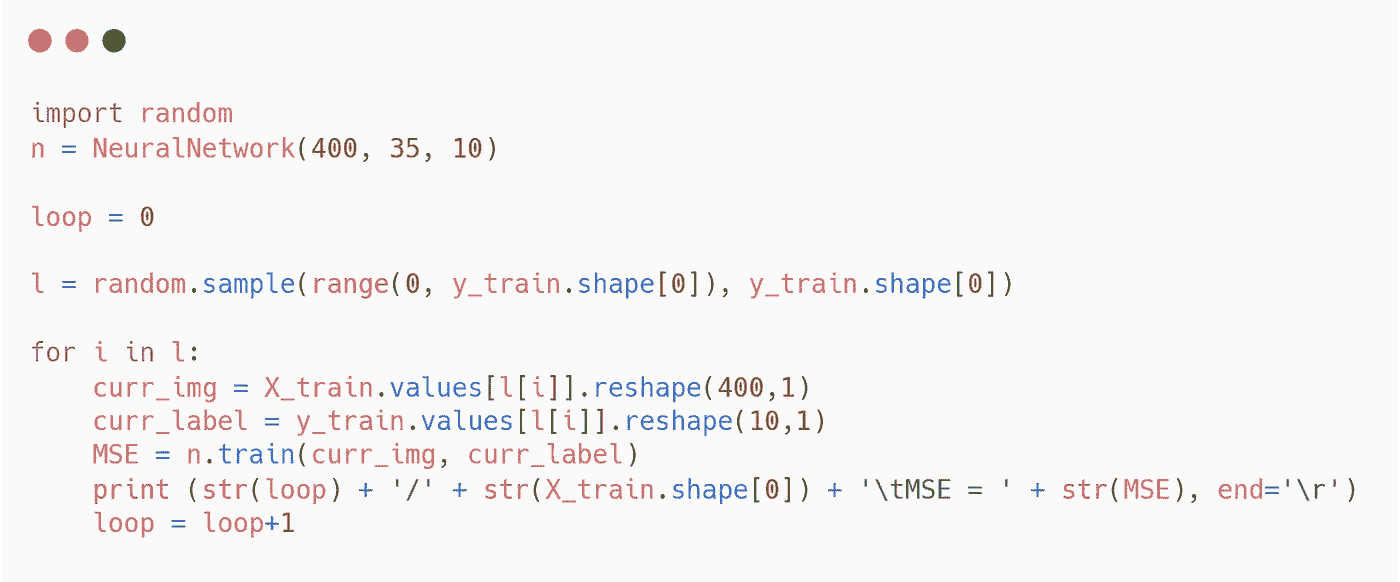 import random
n = NeuralNetwork(400, 35, 10)
loop = 0
l = random.sample(range(0, y_train.shape[0]), y_train.shape[0])
for i in l:
    curr_img = X_train.values[l[i]].reshape(400,1)
    curr_label = y_train.values[l[i]].reshape(10,1)
    MSE = n.train(curr_img, curr_label)
    print (str(loop) + '/' + str(X_train.shape[0]) + '\tMSE = ' + str(MSE), end='\r')
    loop = loop+1